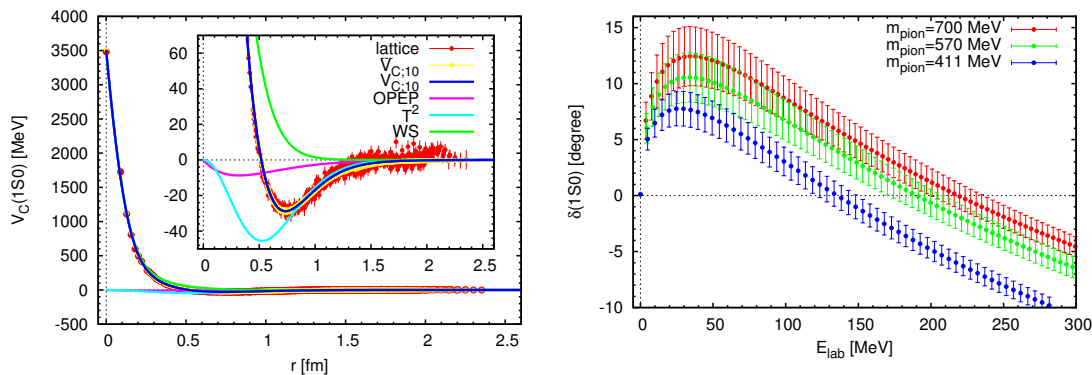 4000
3500
3000
2500
2000
1500
1000
500
0
-500
V_C(1S0) [MeV]
0 0.5 1 1.5 2 2.5
r [fm]
60
40
20
0
-20
-40
0 0.5 1 1.5 2 2.5
lattice
V̅_C;10
V_C;10
OPEP
T²
WS
15
10
5
0
-5
-10
δ(1S0) [degree]
0 50 100 150 200 250 300
E_lab [MeV]
m_pion=700 MeV
m_pion=570 MeV
m_pion=411 MeV